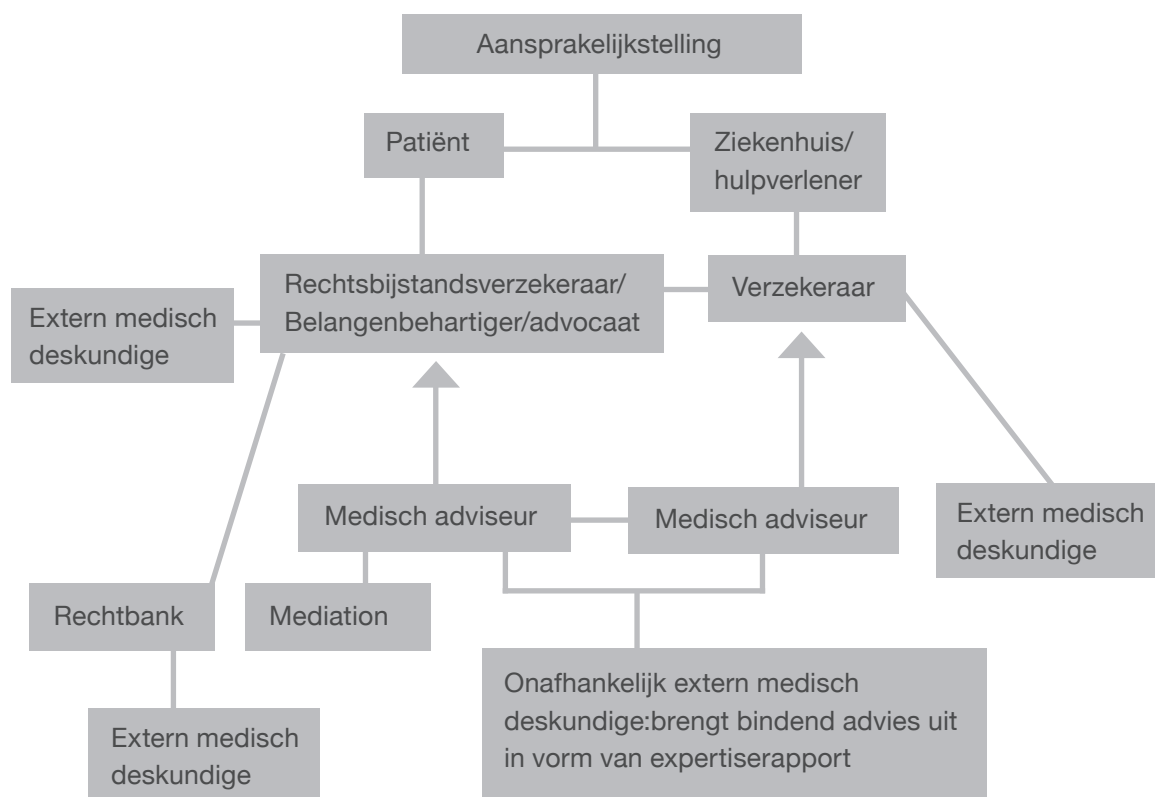 Aansprakelijkstelling
Patiënt
Ziekenhuis/
hulpverlener
Rechtsbijstandsverzekeraar/
Belangenbehartiger/advocaat
Verzekeraar
Extern medisch
deskundige
Medisch adviseur
Medisch adviseur
Extern medisch
deskundige
Rechtbank
Mediation
Onafhankelijk extern medisch
deskundige:brengt bindend advies uit
in vorm van expertiserapport
Extern medisch
deskundige